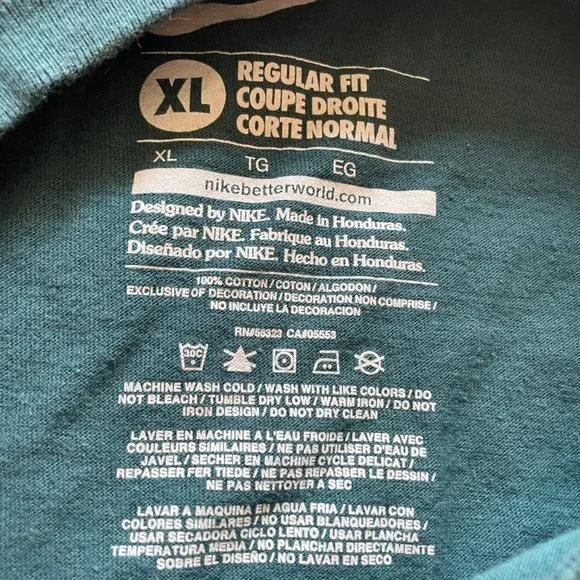 XL
REGULAR FIT
COUPE DROITE
CORTE NORMAL
XL TG EG
nikebetterworld.com
Designed by NIKE. Made in Honduras.
Crée par NIKE. Fabrique au Honduras.
Diseñado por NIKE. Hecho en Honduras.
100% COTTON / COTON / ALGODON /
EXCLUSIVE OF DECORATION / DECORATION NON COMPRISE /
NO INCLUYE LA DECORACION
RN#56323 CA#05553
30C
MACHINE WASH COLD / WASH WITH LIKE COLORS / DO
NOT BLEACH / TUMBLE DRY LOW / WARM IRON / DO NOT
IRON DESIGN / DO NOT DRY CLEAN
LAVER EN MACHINE A L'EAU FROIDE / LAVER AVEC
COULEURS SIMILAIRES / NE PAS UTILISER D'EAU DE
JAVEL / SECHER EN MACHINE CYCLE DELICAT /
REPASSER FER TIEDE / NE PAS REPASSER LE DESSIN /
NE PAS NETTOYER A SEC
LAVAR A MAQUINA EN AGUA FRIA / LAVAR CON
COLORES SIMILARES / NO USAR BLANQUEADORES /
USAR SECADORA CICLO LENTO / USAR PLANCHA
TEMPERATURA MEDIA / NO PLANCHAR DIRECTAMENTE
SOBRE EL DISEÑO / NO LAVAR EN SECO